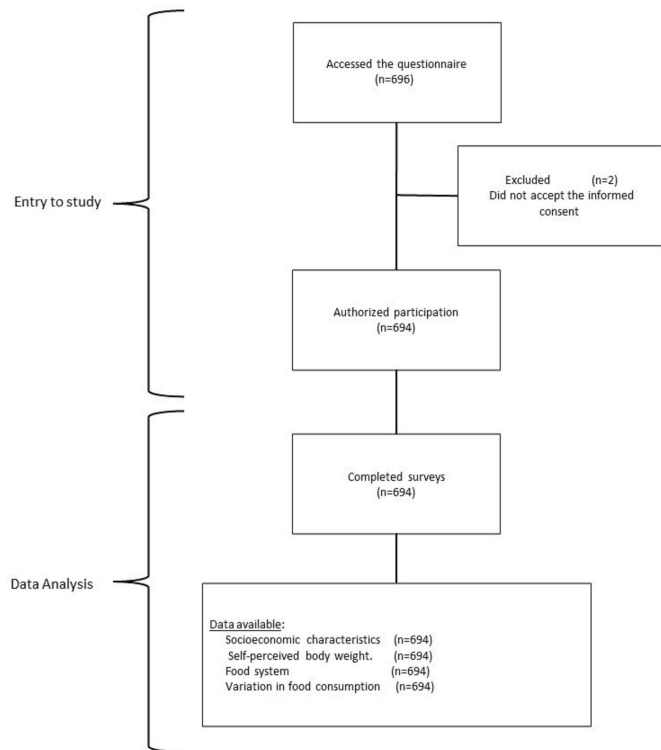 Accessed the questionnaire
(n=696)
Entry to study
Excluded (n=2)
Did not accept the informed
consent
Authorized participation
(n=694)
Completed surveys
(n=694)
Data Analysis
Data available:
Socioeconomic characteristics (n=694)
Self-perceived body weight. (n=694)
Food system (n=694)
Variation in food consumption (n=694)